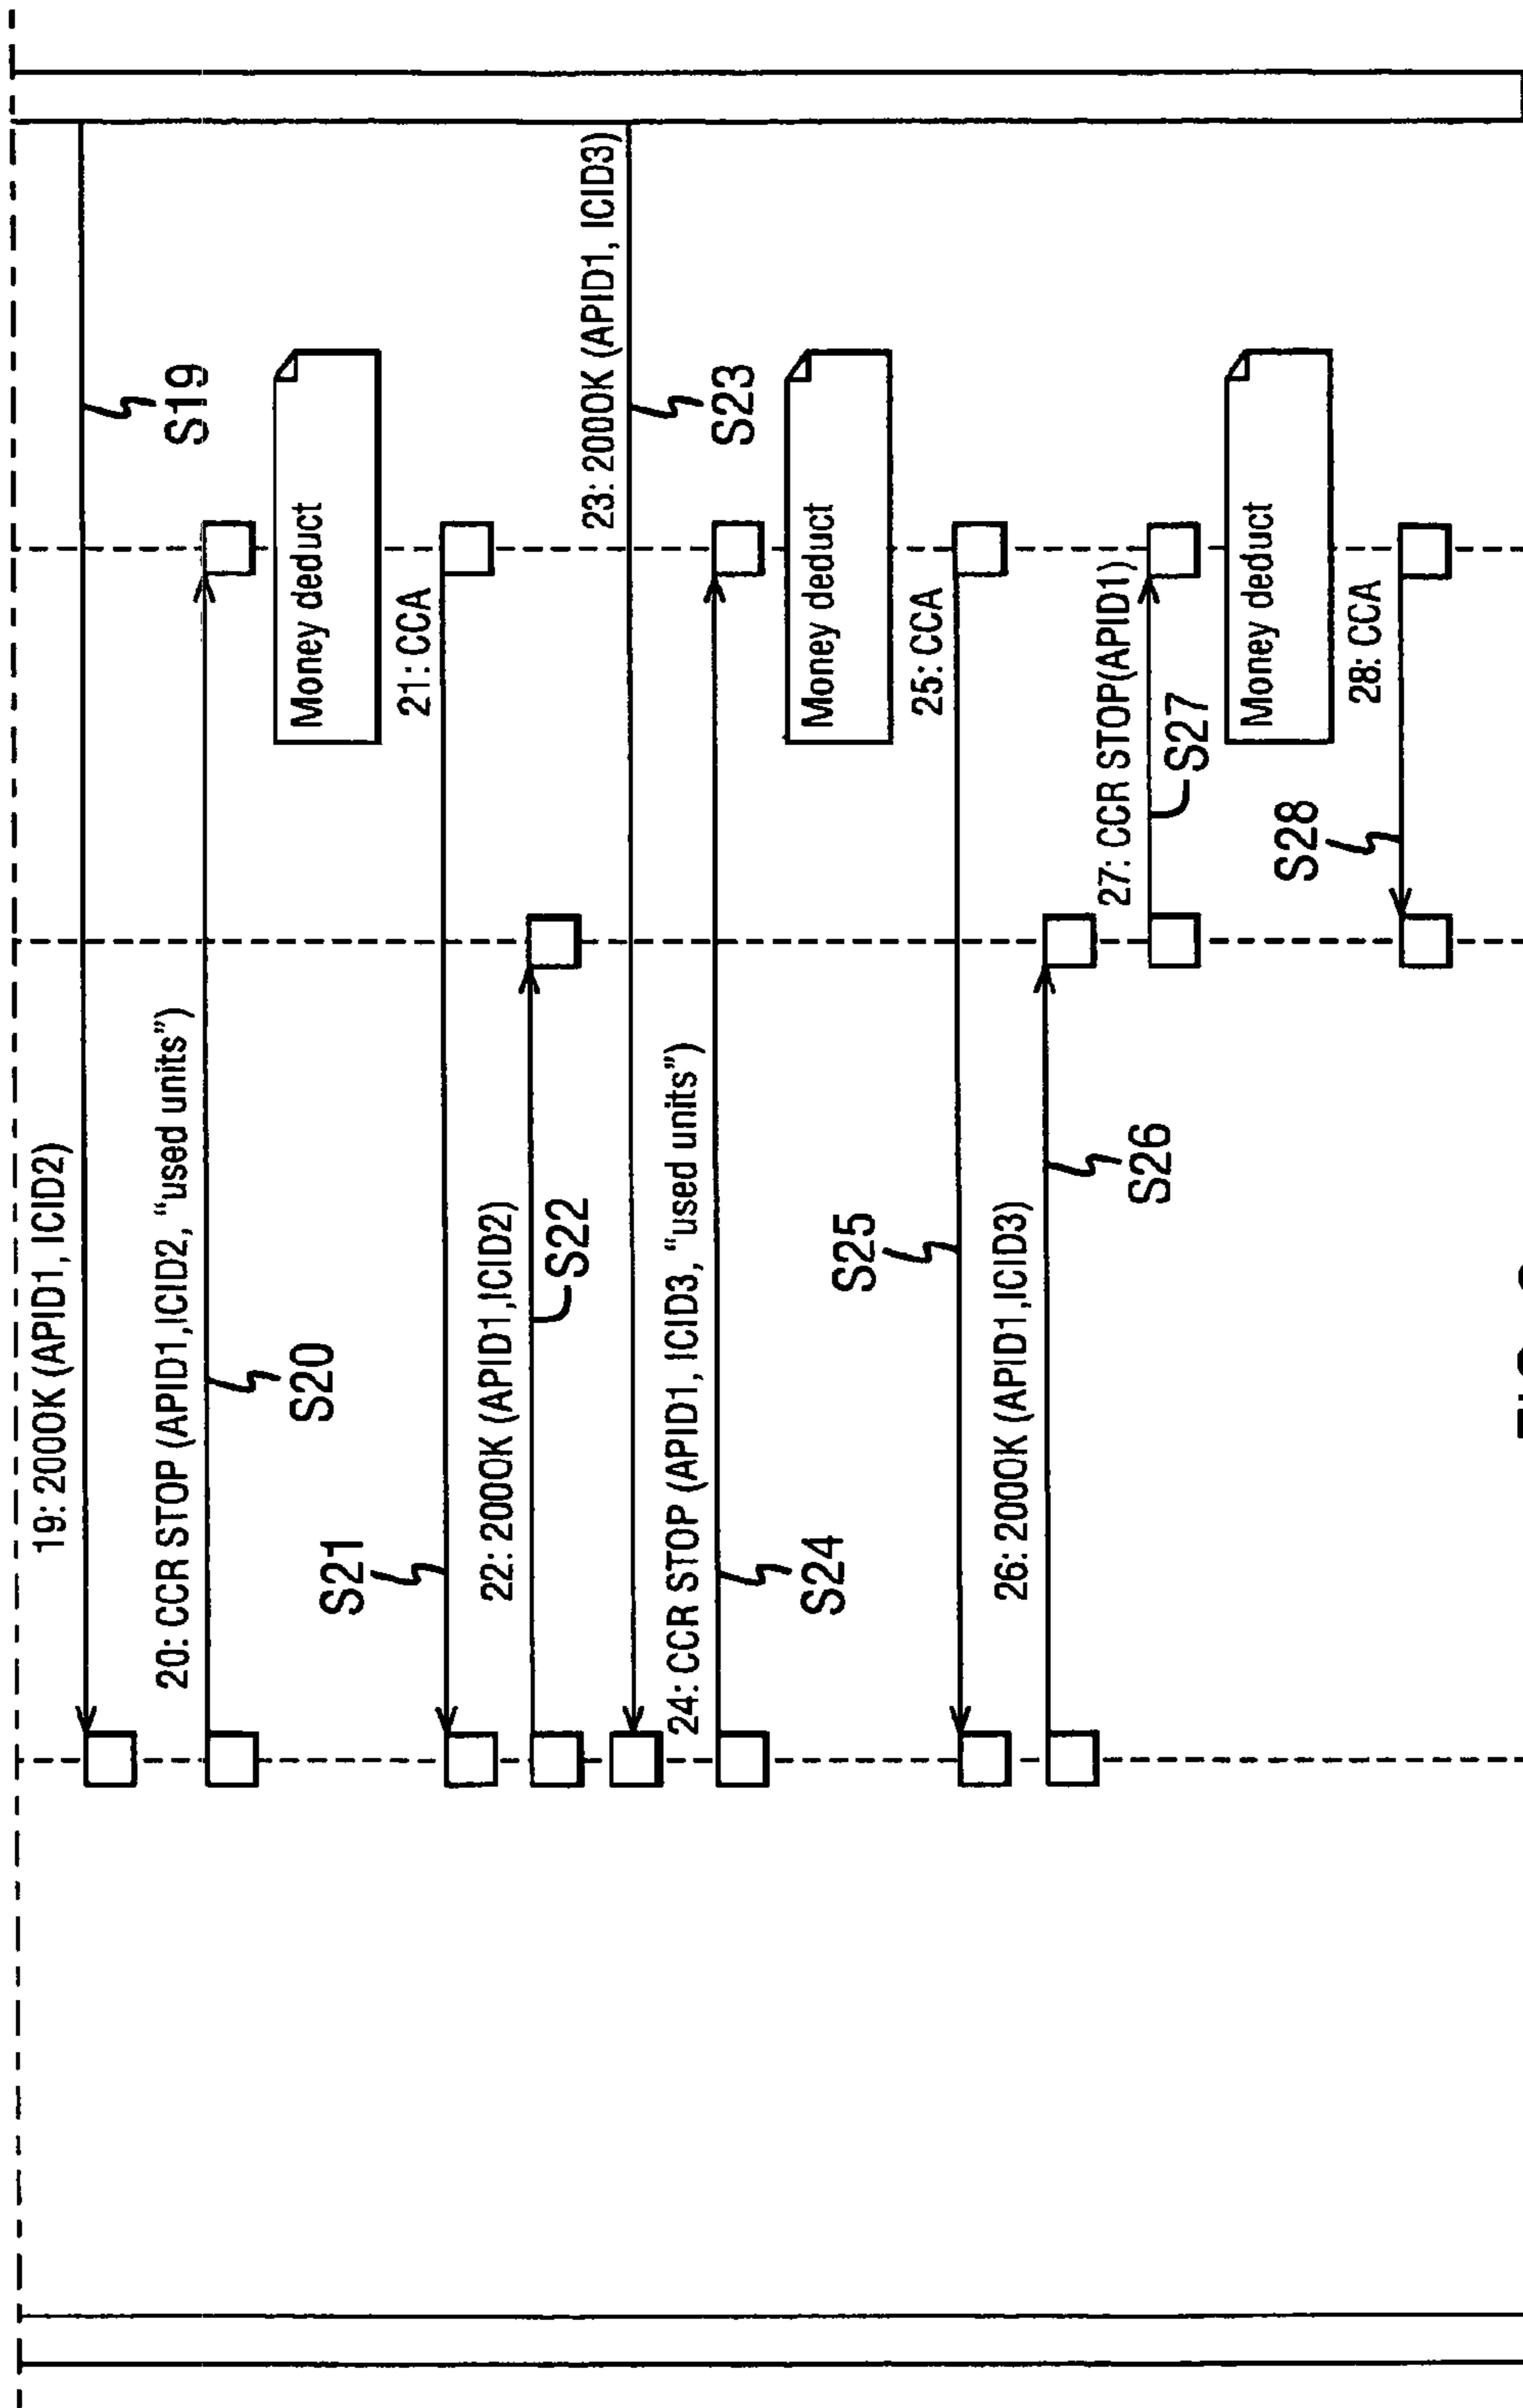 19: 200OK (APID1, ICID2)
S19
20: CCR STOP (APID1,ICID2, “used units”)
S20
Money deduct
21: CCA
S21
22: 200OK (APID1,ICID2)
S22
23: 200OK (APID1, ICID3)
S23
24: CCR STOP (APID1, ICID3, “used units”)
S24
Money deduct
25: CCA
S25
26: 200OK (APID1,ICID3)
S26
27: CCR STOP(APID1)
S27
Money deduct
28: CCA
S28